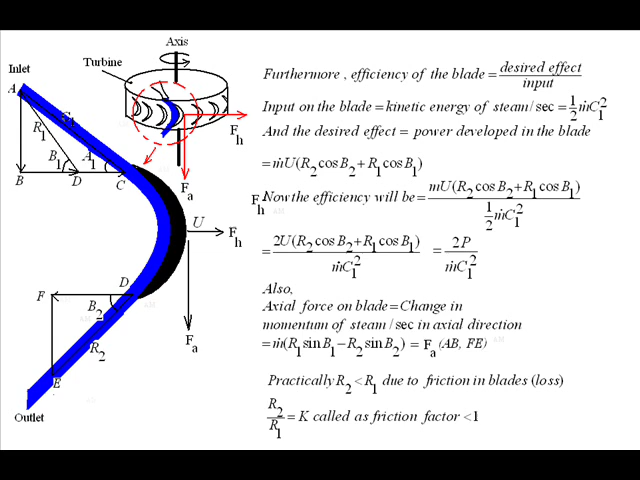 Axis
Turbine
Inlet
A
C1
R1
B1
A1
B
D
C
Fh
Fa
U
Fh
Fa
F
D
B2
R2
E
Outlet
Furthermore , efficiency of the blade = desired effect / input
Input on the blade = kinetic energy of steam / sec = 1/2 ṁC1²
And the desired effect = power developed in the blade
= ṁU(R2 cos B2 + R1 cos B1)
Fh
Now the efficiency will be = mU(R2 cos B2 + R1 cos B1) / 1/2 ṁC1²
= 2U(R2 cos B2 + R1 cos B1) / ṁC1² = 2P / ṁC1²
Also,
Axial force on blade = Change in
momentum of steam / sec in axial direction
= ṁ(R1 sin B1 − R2 sin B2) = Fa (AB, FE)
Practically R2 < R1 due to friction in blades (loss)
R2 / R1 = K called as friction factor < 1